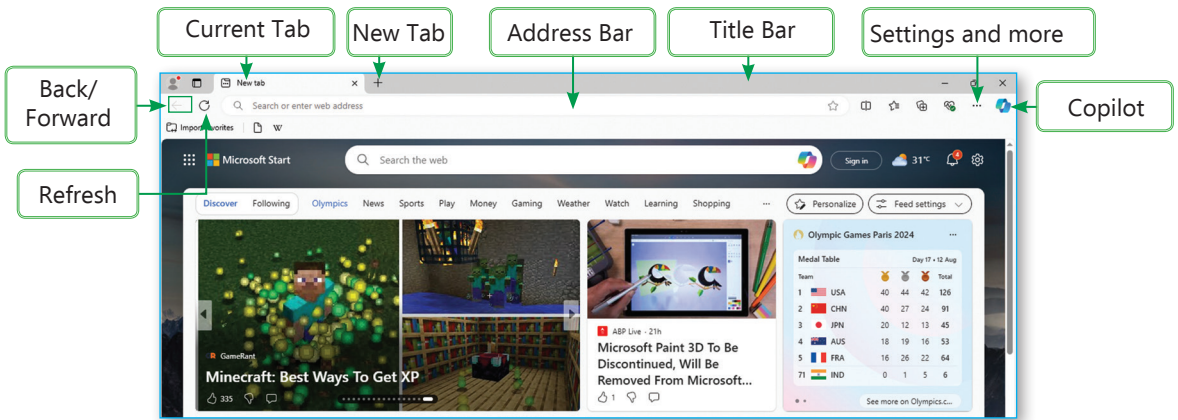 Current Tab
New Tab
Address Bar
Title Bar
Settings and more
Back/
Forward
Copilot
Refresh
New tab
Search or enter web address
Import favorites
W
Microsoft Start
Search the web
Sign in
31°C
4
Discover Following Olympics News Sports Play Money Gaming Weather Watch Learning Shopping ...
Personalize
Feed settings
GameRant
Minecraft: Best Ways To Get XP
335
ABP Live · 21h
Microsoft Paint 3D To Be
Discontinued, Will Be
Removed From Microsoft...
1
Olympic Games Paris 2024 ...
Medal Table Day 17 • 12 Aug
Team Total
1 USA 40 44 42 126
2 CHN 40 27 24 91
3 JPN 20 12 13 45
4 AUS 18 19 16 53
5 FRA 16 26 22 64
71 IND 0 1 5 6
See more on Olympics.c...